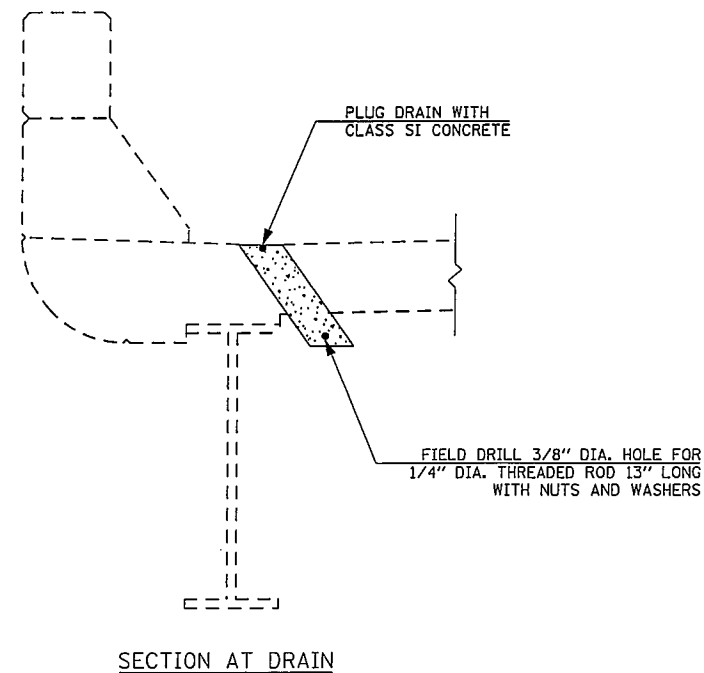 PLUG DRAIN WITH
CLASS SI CONCRETE
FIELD DRILL 3/8" DIA. HOLE FOR
1/4" DIA. THREADED ROD 13" LONG
WITH NUTS AND WASHERS
SECTION AT DRAIN